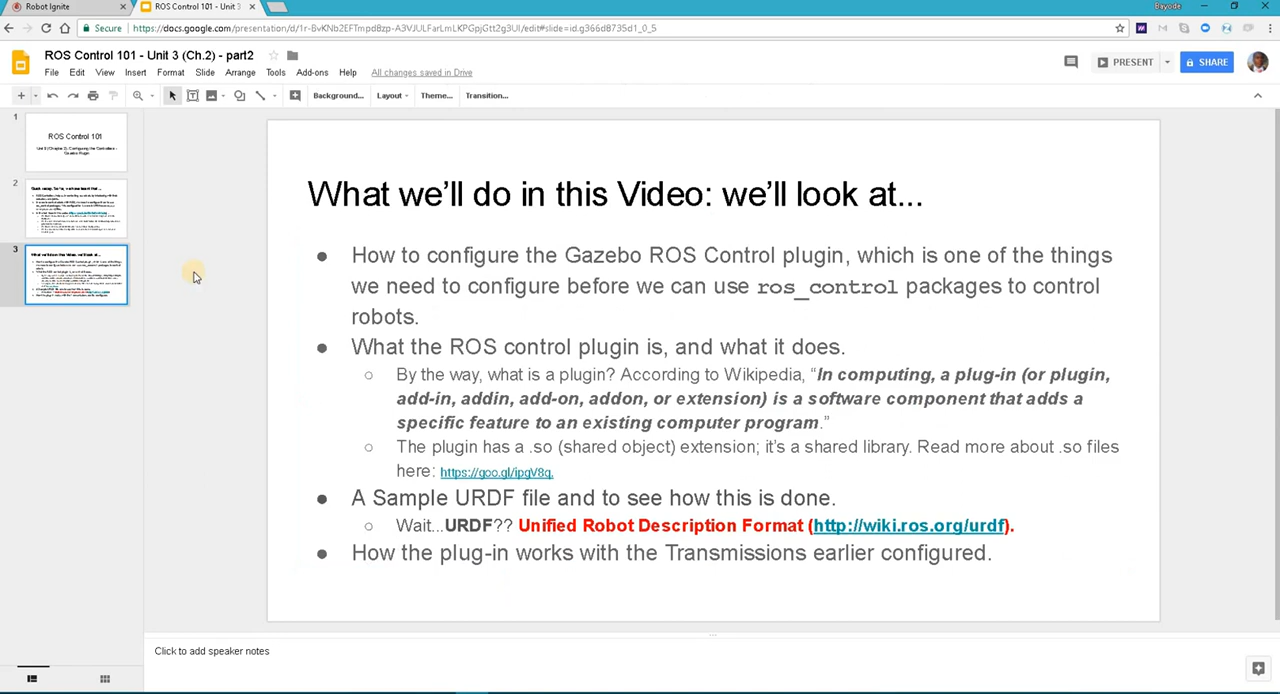 Robot Ignite
ROS Control 101 - Unit 3
Bayode
Secure
https://docs.google.com/presentation/d/1r-BvKNb2EFTmpd8zp-A3VJULFarLmLKPGpjGtt2g3UI/edit#slide=id.g366d8735d1_0_5
ROS Control 101 - Unit 3 (Ch.2) - part2
File Edit View Insert Format Slide Arrange Tools Add-ons Help All changes saved in Drive
PRESENT
SHARE
Background... Layout Theme... Transition...
1
ROS Control 101
2
3
What we'll do in this Video: we'll look at...
● How to configure the Gazebo ROS Control plugin, which is one of the things
we need to configure before we can use ros_control packages to control
robots.
● What the ROS control plugin is, and what it does.
○ By the way, what is a plugin? According to Wikipedia, “In computing, a plug-in (or plugin,
add-in, addin, add-on, addon, or extension) is a software component that adds a
specific feature to an existing computer program.”
○ The plugin has a .so (shared object) extension; it's a shared library. Read more about .so files
here: https://goo.gl/ipgV8q.
● A Sample URDF file and to see how this is done.
○ Wait...URDF?? Unified Robot Description Format (http://wiki.ros.org/urdf).
● How the plug-in works with the Transmissions earlier configured.
Click to add speaker notes